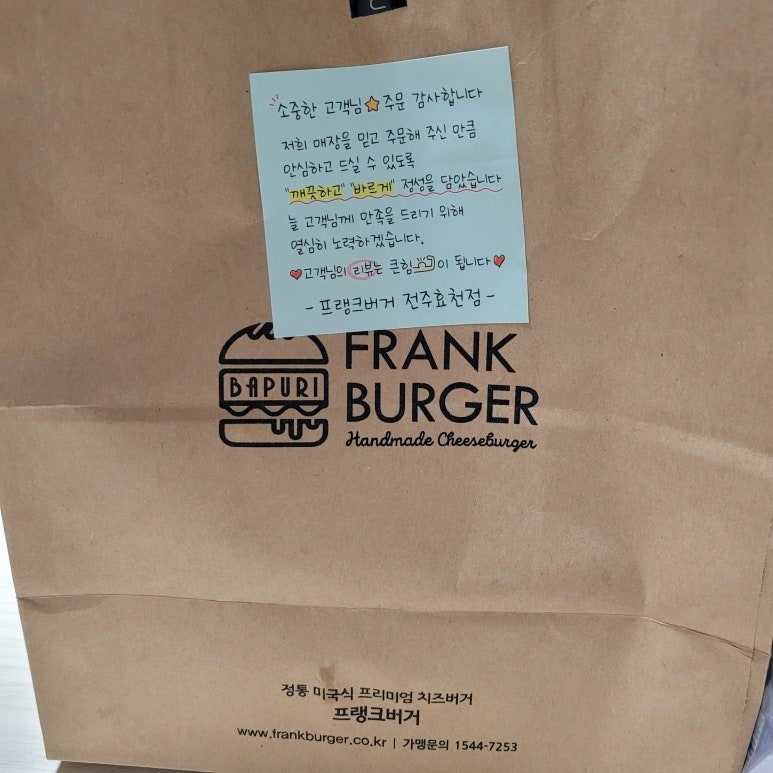 소중한 고객님 주문 감사합니다
저희 매장을 믿고 주문해 주신 만큼
안심하고 드실 수 있도록
"깨끗하고" "바르게" 정성을 담았습니다
늘 고객님께 만족을 드리기 위해
열심히 노력하겠습니다.
고객님의 리뷰는 큰힘이 됩니다
- 프랭크버거 전주효천점 -
BAPURI
FRANK
BURGER
Handmade Cheeseburger
정통 미국식 프리미엄 치즈버거
프랭크버거
www.frankburger.co.kr | 가맹문의 1544-7253